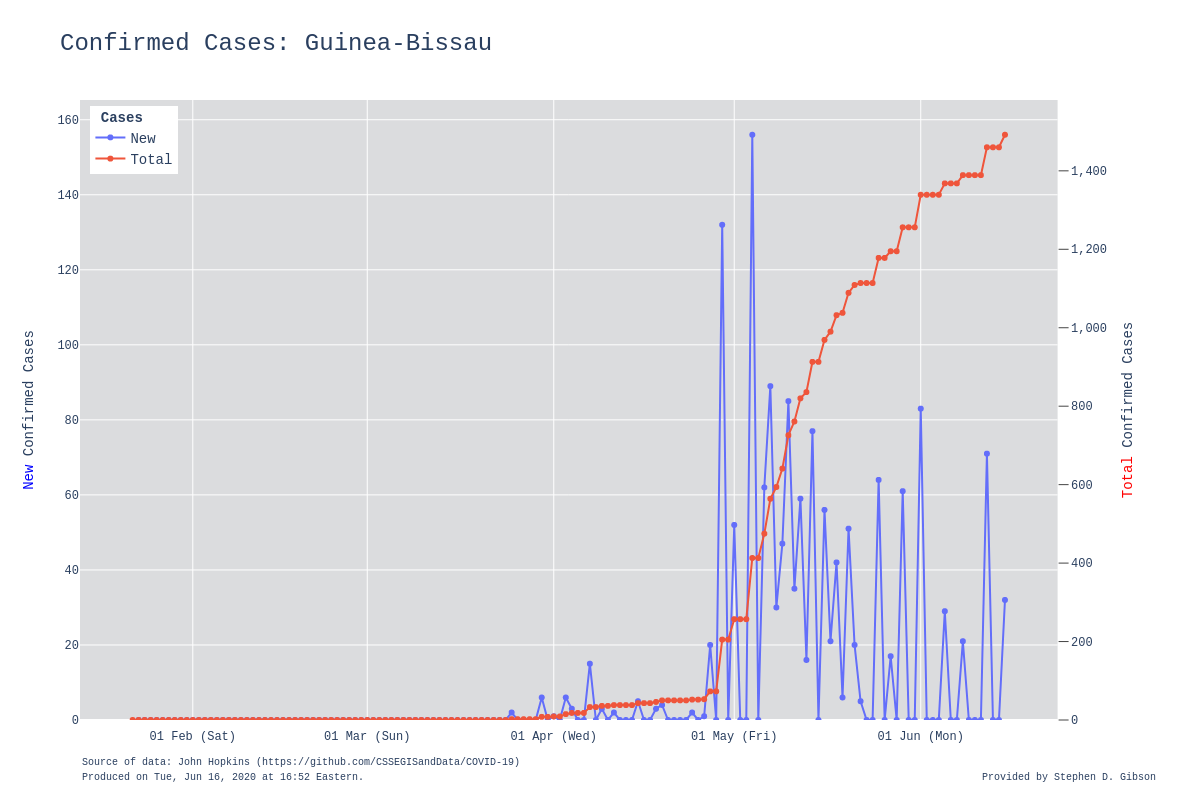 Confirmed Cases: Guinea-Bissau
Cases
New
Total
160
140
120
100
80
60
40
20
0
1,400
1,200
1,000
800
600
400
200
0
New Confirmed Cases
Total Confirmed Cases
01 Feb (Sat)
01 Mar (Sun)
01 Apr (Wed)
01 May (Fri)
01 Jun (Mon)
Source of data: John Hopkins (https://github.com/CSSEGISandData/COVID-19)
Produced on Tue, Jun 16, 2020 at 16:52 Eastern.
Provided by Stephen D. Gibson